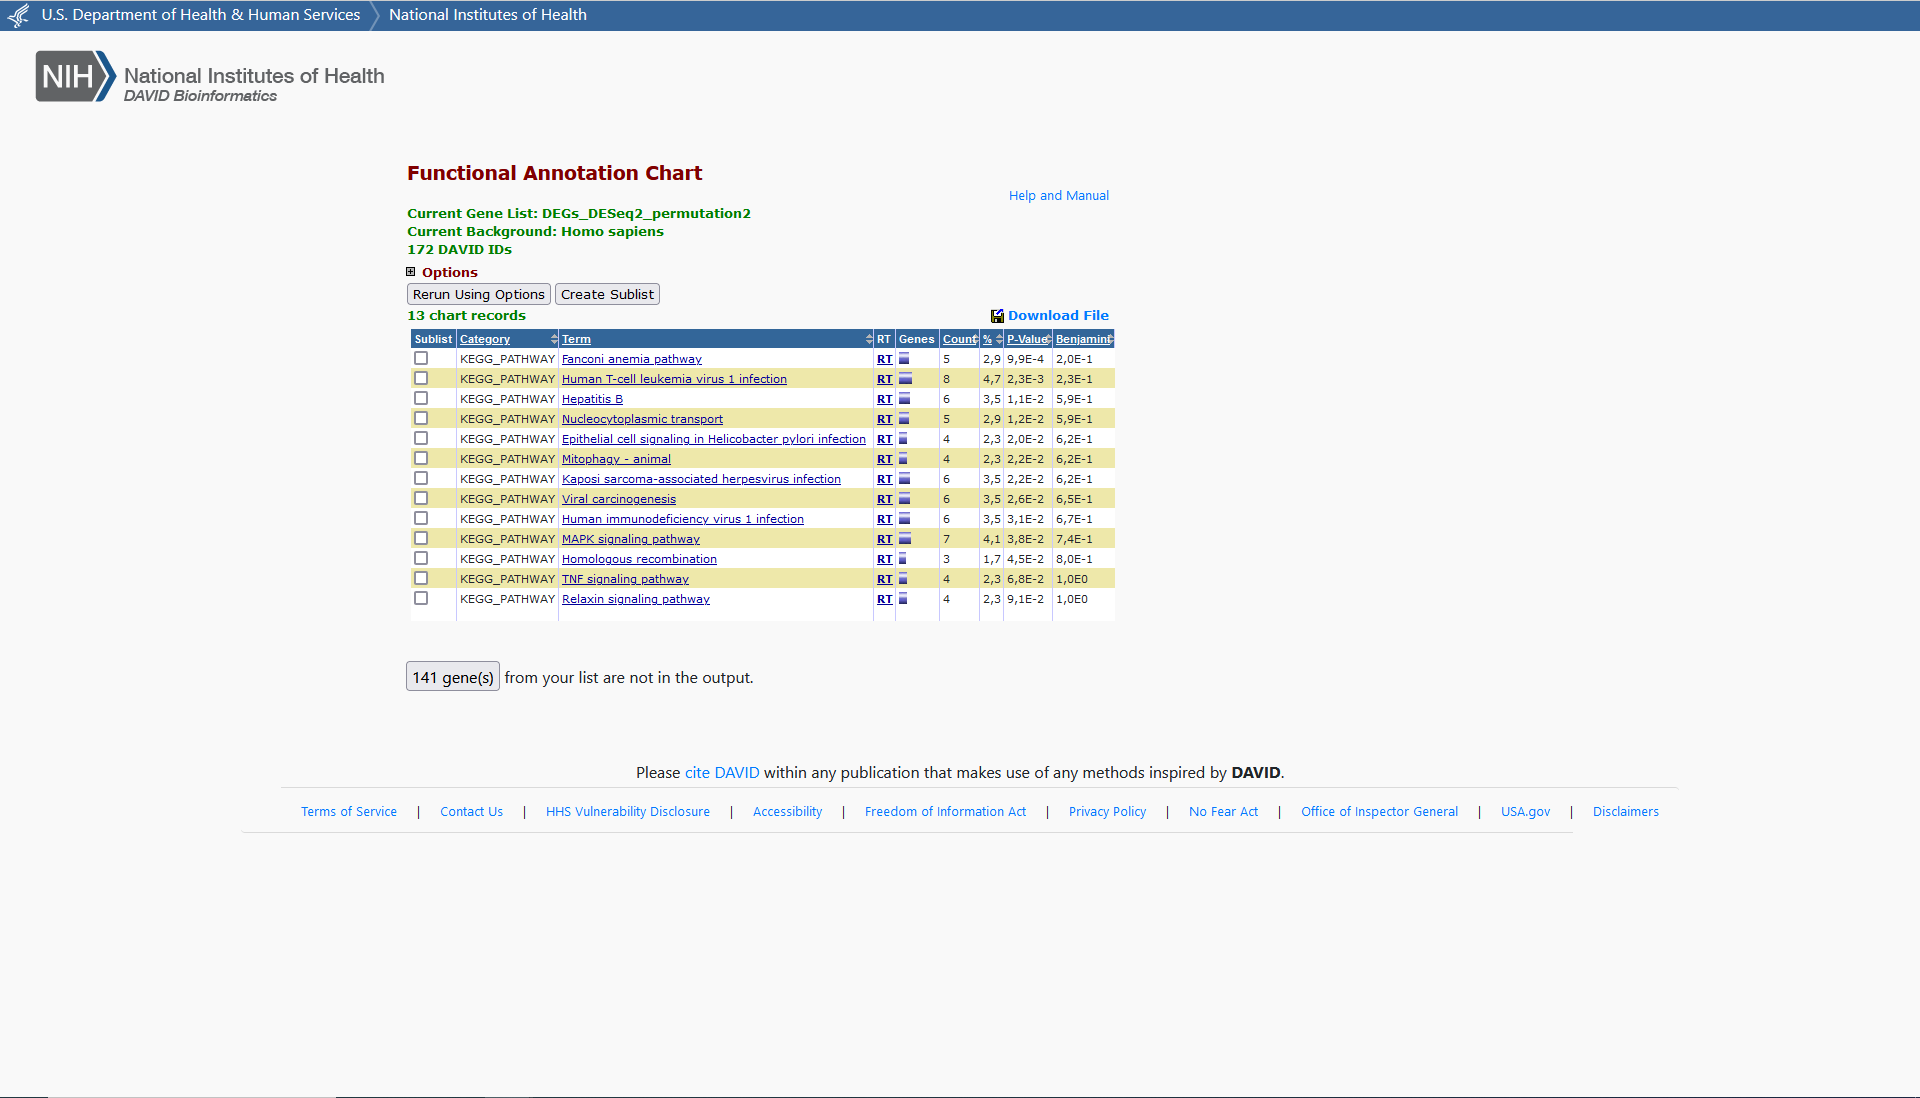 U.S. Department of Health & Human Services National Institutes of Health
NIH National Institutes of Health
DAVID Bioinformatics
Functional Annotation Chart
Help and Manual
Current Gene List: DEGs_DESeq2_permutation2
Current Background: Homo sapiens
172 DAVID IDs
Options
Rerun Using Options Create Sublist
13 chart records Download File
Sublist Category Term RT Genes Count % P-Value Benjamini
KEGG_PATHWAY Fanconi anemia pathway RT 5 2,9 9,9E-4 2,0E-1
KEGG_PATHWAY Human T-cell leukemia virus 1 infection RT 8 4,7 2,3E-3 2,3E-1
KEGG_PATHWAY Hepatitis B RT 6 3,5 1,1E-2 5,9E-1
KEGG_PATHWAY Nucleocytoplasmic transport RT 5 2,9 1,2E-2 5,9E-1
KEGG_PATHWAY Epithelial cell signaling in Helicobacter pylori infection RT 4 2,3 2,0E-2 6,2E-1
KEGG_PATHWAY Mitophagy - animal RT 4 2,3 2,2E-2 6,2E-1
KEGG_PATHWAY Kaposi sarcoma-associated herpesvirus infection RT 6 3,5 2,2E-2 6,2E-1
KEGG_PATHWAY Viral carcinogenesis RT 6 3,5 2,6E-2 6,5E-1
KEGG_PATHWAY Human immunodeficiency virus 1 infection RT 6 3,5 3,1E-2 6,7E-1
KEGG_PATHWAY MAPK signaling pathway RT 7 4,1 3,8E-2 7,4E-1
KEGG_PATHWAY Homologous recombination RT 3 1,7 4,5E-2 8,0E-1
KEGG_PATHWAY TNF signaling pathway RT 4 2,3 6,8E-2 1,0E0
KEGG_PATHWAY Relaxin signaling pathway RT 4 2,3 9,1E-2 1,0E0
141 gene(s) from your list are not in the output.
Please cite DAVID within any publication that makes use of any methods inspired by DAVID.
Terms of Service | Contact Us | HHS Vulnerability Disclosure | Accessibility | Freedom of Information Act | Privacy Policy | No Fear Act | Office of Inspector General | USA.gov | Disclaimers